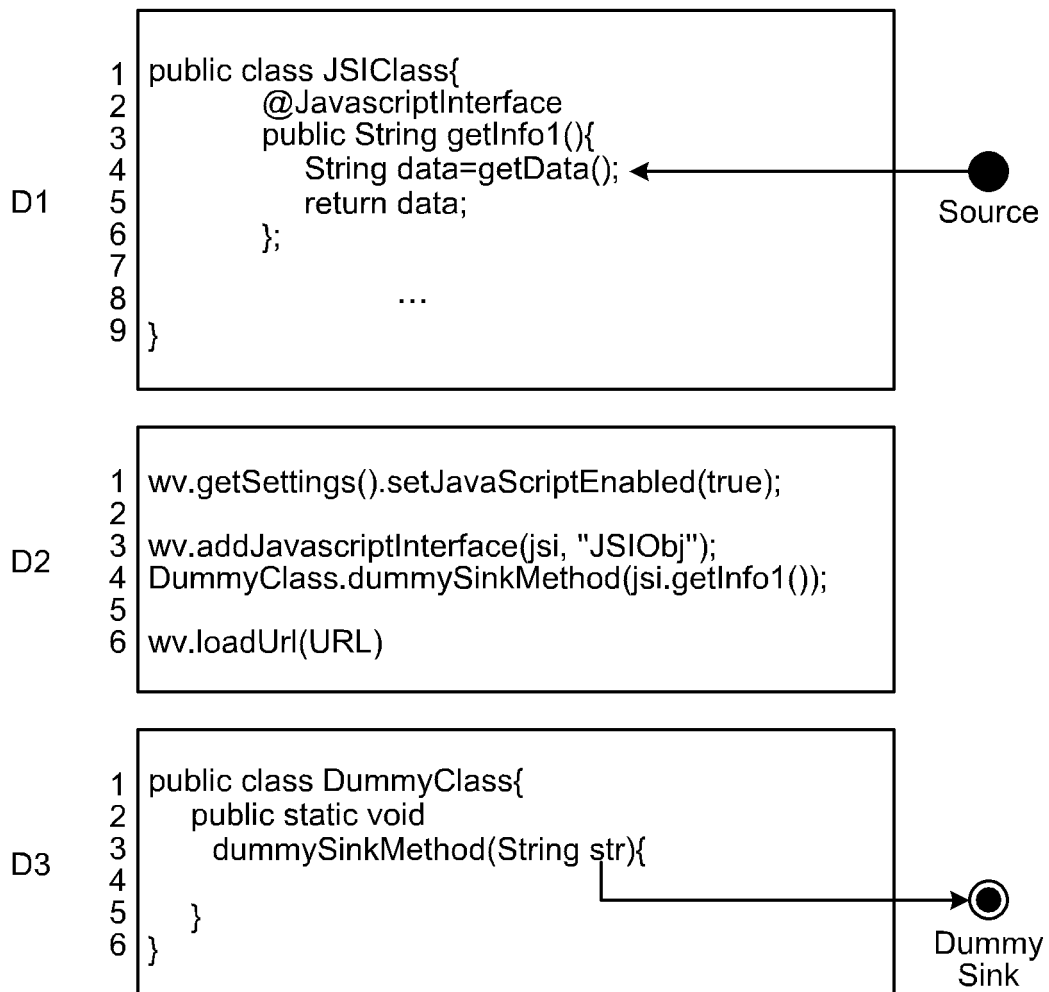 D1
1 public class JSIClass{
2 @JavascriptInterface
3 public String getInfo1(){
4 String data=getData();
5 return data;
6 };
7
8 ...
9 }
Source
D2
1 wv.getSettings().setJavaScriptEnabled(true);
2
3 wv.addJavascriptInterface(jsi, "JSIObj");
4 DummyClass.dummySinkMethod(jsi.getInfo1());
5
6 wv.loadUrl(URL)
D3
1 public class DummyClass{
2 public static void
3 dummySinkMethod(String str){
4
5 }
6 }
Dummy
Sink